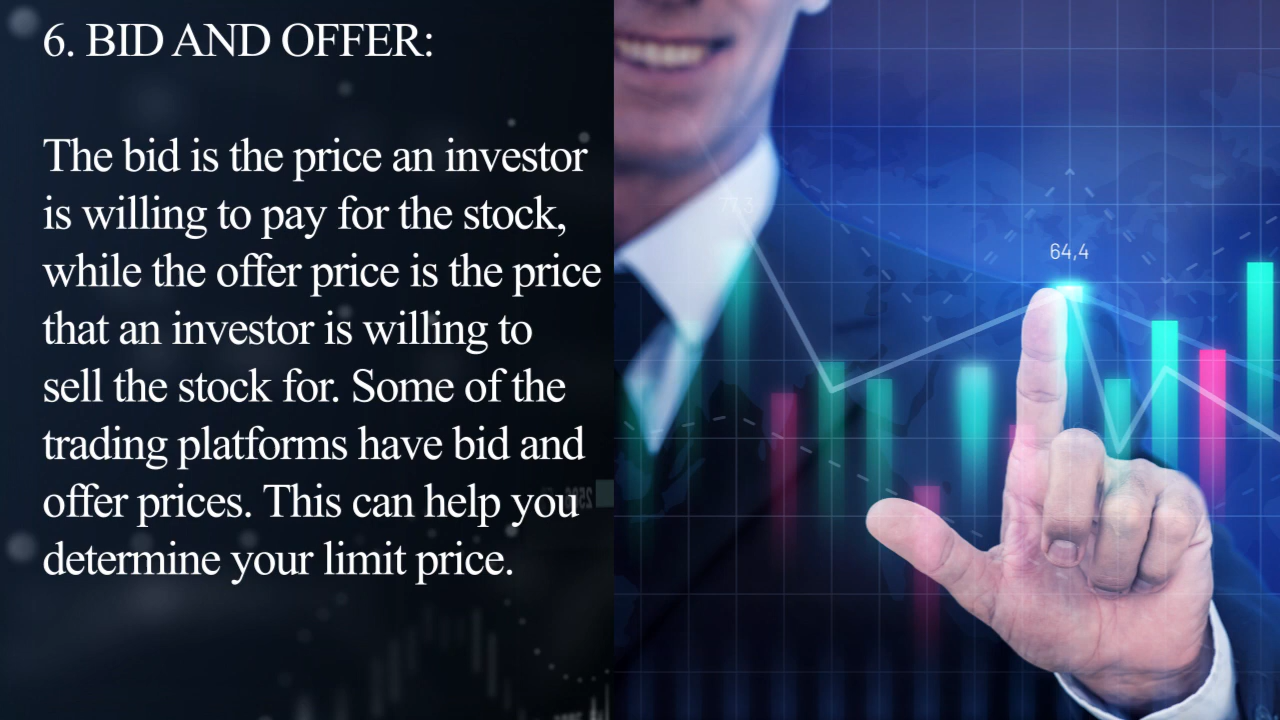 6. BID AND OFFER:
The bid is the price an investor
is willing to pay for the stock,
while the offer price is the price
that an investor is willing to
sell the stock for. Some of the
trading platforms have bid and
offer prices. This can help you
determine your limit price.
77,3
64,4